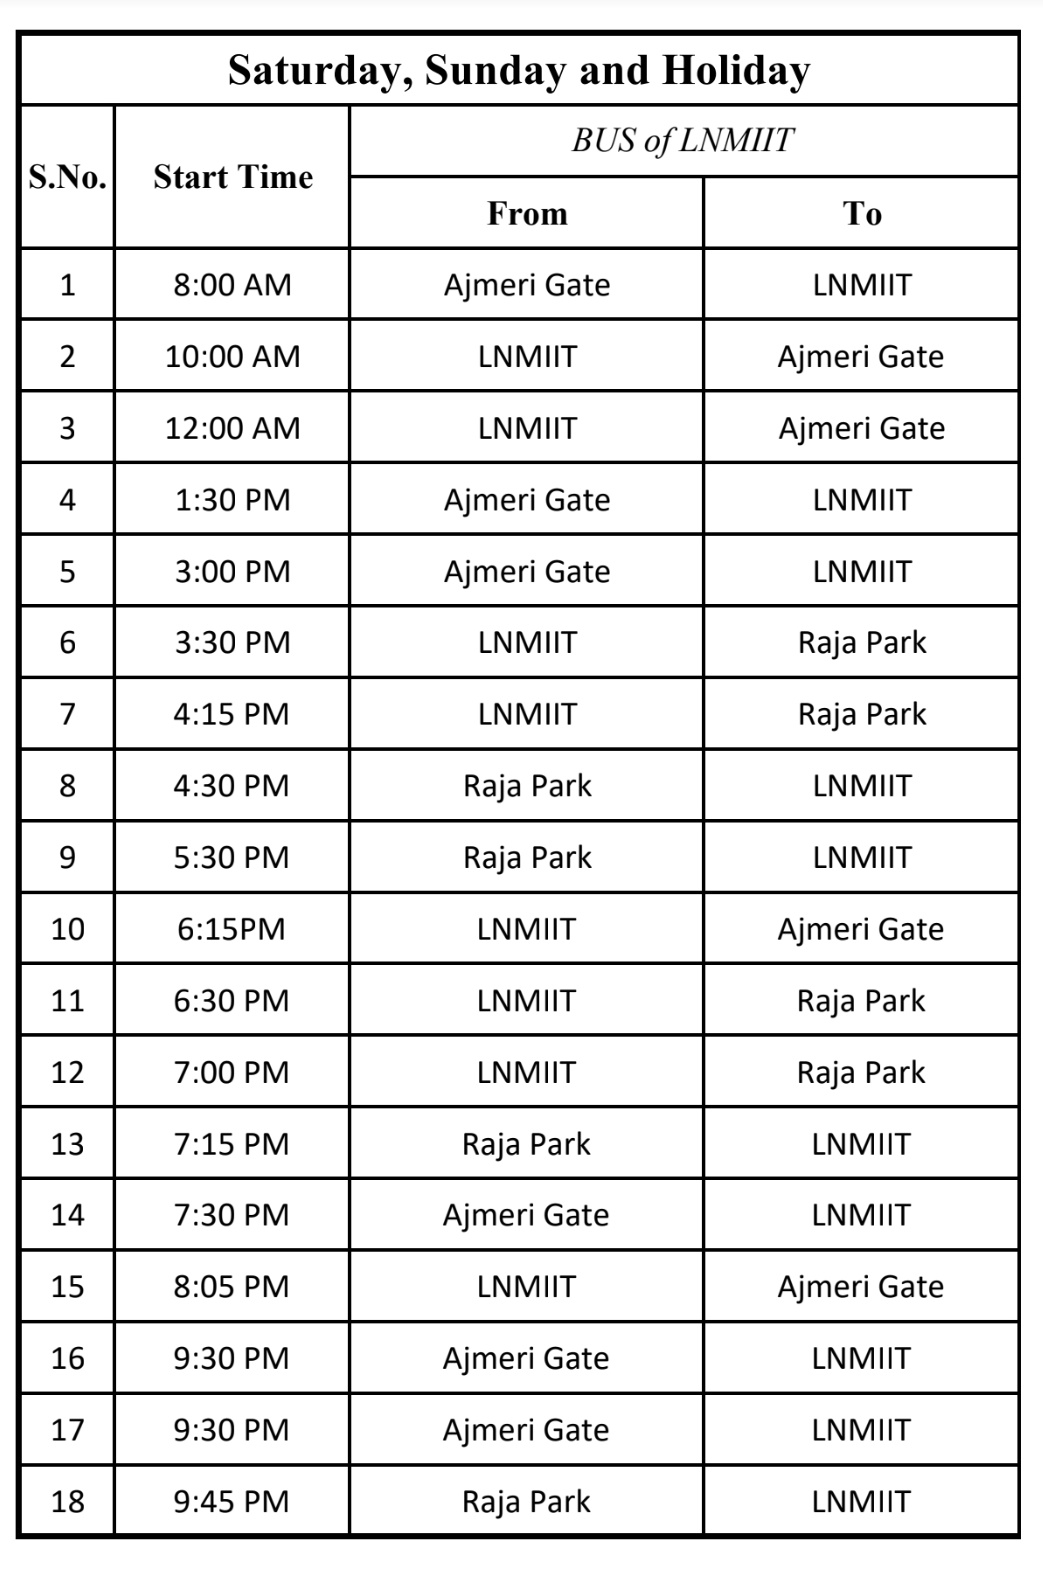 Saturday, Sunday and Holiday
S.No. Start Time BUS of LNMIIT
From To
1 8:00 AM Ajmeri Gate LNMIIT
2 10:00 AM LNMIIT Ajmeri Gate
3 12:00 AM LNMIIT Ajmeri Gate
4 1:30 PM Ajmeri Gate LNMIIT
5 3:00 PM Ajmeri Gate LNMIIT
6 3:30 PM LNMIIT Raja Park
7 4:15 PM LNMIIT Raja Park
8 4:30 PM Raja Park LNMIIT
9 5:30 PM Raja Park LNMIIT
10 6:15PM LNMIIT Ajmeri Gate
11 6:30 PM LNMIIT Raja Park
12 7:00 PM LNMIIT Raja Park
13 7:15 PM Raja Park LNMIIT
14 7:30 PM Ajmeri Gate LNMIIT
15 8:05 PM LNMIIT Ajmeri Gate
16 9:30 PM Ajmeri Gate LNMIIT
17 9:30 PM Ajmeri Gate LNMIIT
18 9:45 PM Raja Park LNMIIT